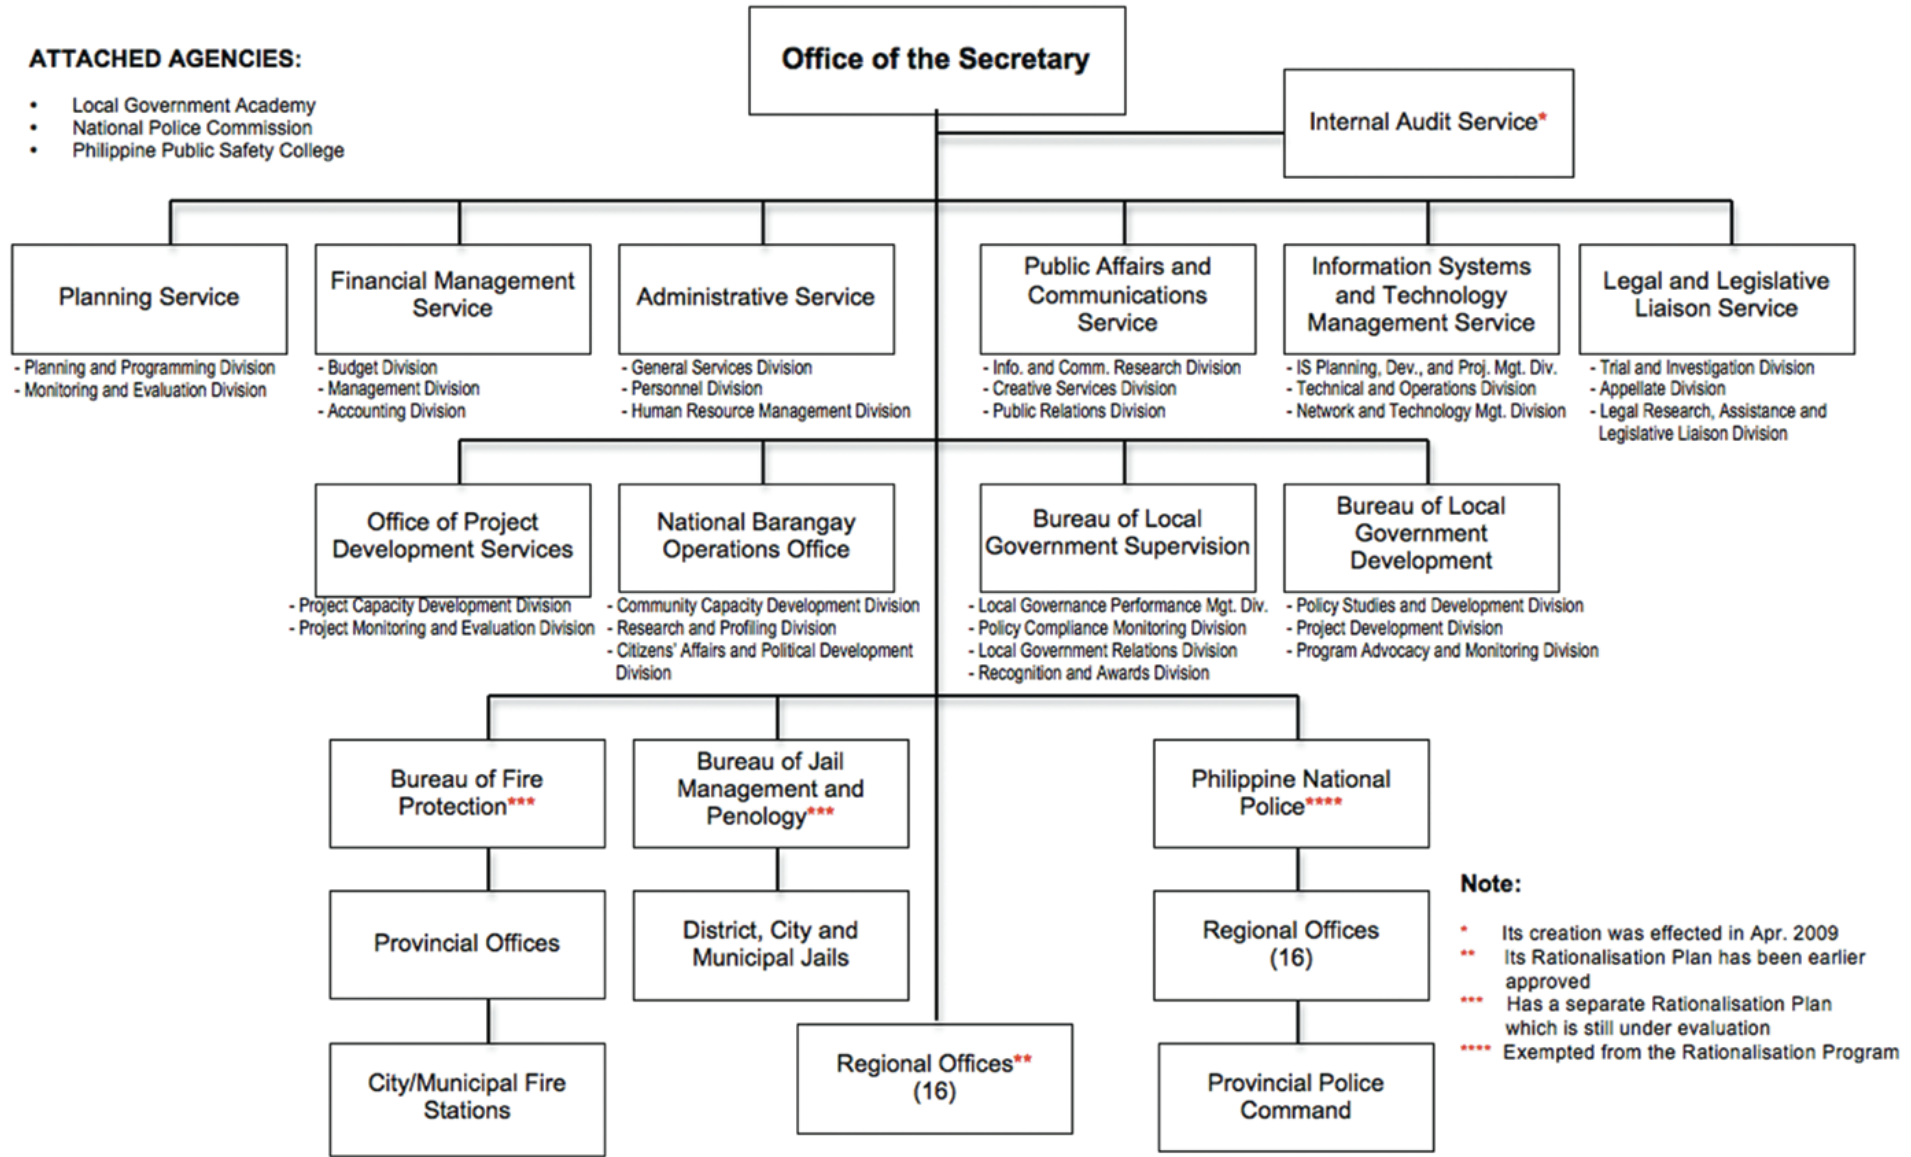 Office of the Secretary
ATTACHED AGENCIES:
• Local Government Academy
• National Police Commission
• Philippine Public Safety College
Internal Audit Service*
Planning Service
- Planning and Programming Division
- Monitoring and Evaluation Division
Financial Management
Service
- Budget Division
- Management Division
- Accounting Division
Administrative Service
- General Services Division
- Personnel Division
- Human Resource Management Division
Public Affairs and
Communications
Service
- Info. and Comm. Research Division
- Creative Services Division
- Public Relations Division
Information Systems
and Technology
Management Service
- IS Planning, Dev., and Proj. Mgt. Div.
- Technical and Operations Division
- Network and Technology Mgt. Division
Legal and Legislative
Liaison Service
- Trial and Investigation Division
- Appellate Division
- Legal Research, Assistance and
Legislative Liaison Division
Office of Project
Development Services
- Project Capacity Development Division
- Project Monitoring and Evaluation Division
National Barangay
Operations Office
- Community Capacity Development Division
- Research and Profiling Division
- Citizens' Affairs and Political Development
Division
Bureau of Local
Government Supervision
- Local Governance Performance Mgt. Div.
- Policy Compliance Monitoring Division
- Local Government Relations Division
- Recognition and Awards Division
Bureau of Local
Government
Development
- Policy Studies and Development Division
- Project Development Division
- Program Advocacy and Monitoring Division
Bureau of Fire
Protection***
Provincial Offices
City/Municipal Fire
Stations
Bureau of Jail
Management and
Penology***
District, City and
Municipal Jails
Regional Offices**
(16)
Philippine National
Police****
Regional Offices
(16)
Provincial Police
Command
Note:
* Its creation was effected in Apr. 2009
** Its Rationalisation Plan has been earlier
approved
*** Has a separate Rationalisation Plan
which is still under evaluation
**** Exempted from the Rationalisation Program